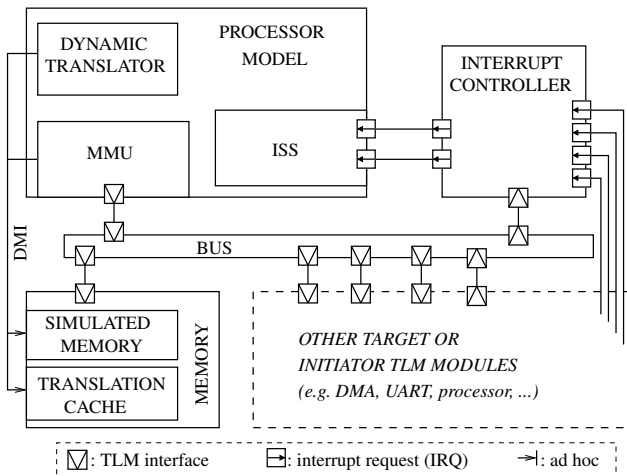 DYNAMIC
TRANSLATOR
PROCESSOR
MODEL
INTERRUPT
CONTROLLER
MMU
ISS
DMI
BUS
SIMULATED
MEMORY
TRANSLATION
CACHE
MEMORY
OTHER TARGET OR
INITIATOR TLM MODULES
(e.g. DMA, UART, processor, ...)
: TLM interface
: interrupt request (IRQ)
: ad hoc